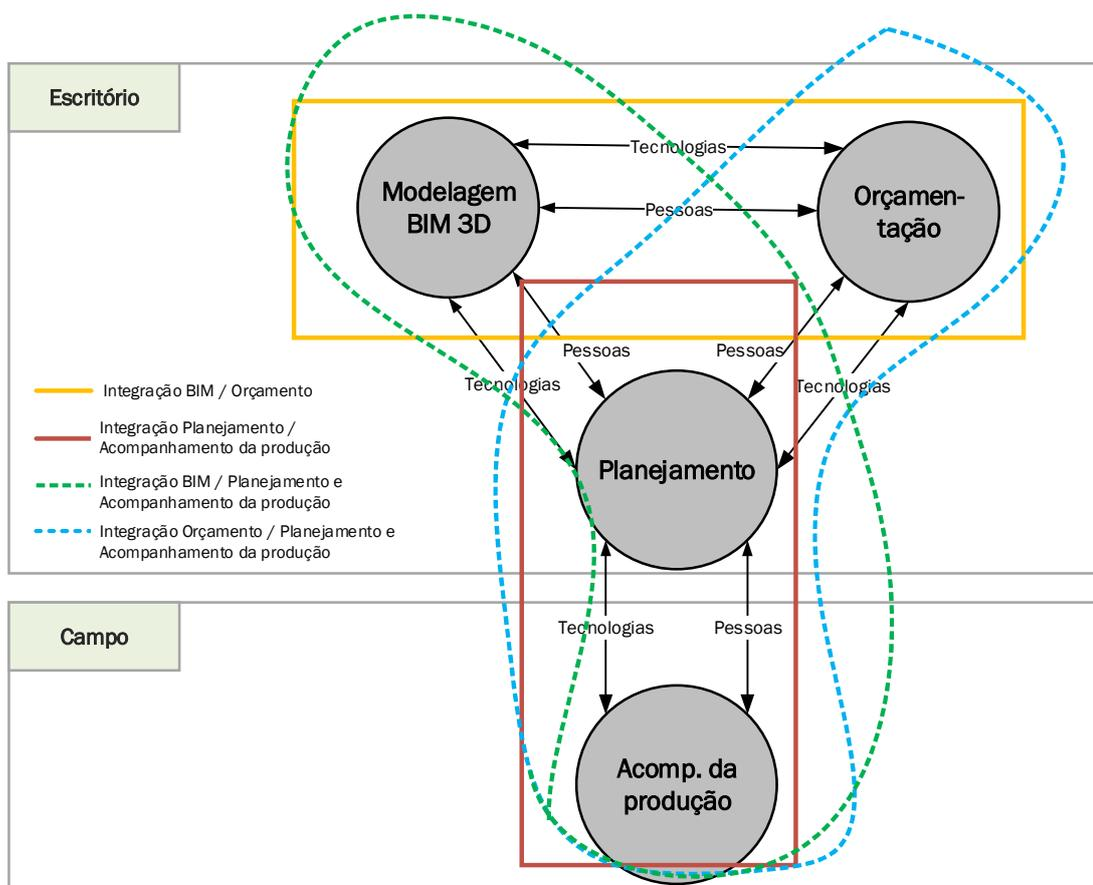 Escritório
Tecnologias
Modelagem
BIM 3D
Orçamen-
tação
Pessoas
Pessoas
Pessoas
Tecnologias
Tecnologias
Integração BIM / Orçamento
Integração Planejamento /
Acompanhamento da produção
Integração BIM / Planejamento e
Acompanhamento da produção
Integração Orçamento / Planejamento e
Acompanhamento da produção
Planejamento
Campo
Tecnologias
Pessoas
Acomp. da
produção